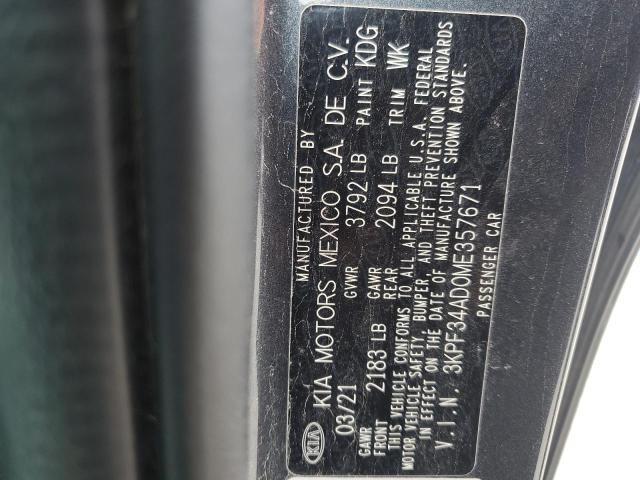 MANUFACTURED BY
KIA KIA MOTORS MEXICO S.A. DE C.V.
03/21 GVWR 3792 LB PAINT KDG
GAWR FRONT 2183 LB GAWR REAR 2094 LB TRIM WK
THIS VEHICLE CONFORMS TO ALL APPLICABLE U.S.A. FEDERAL
MOTOR VEHICLE SAFETY, BUMPER, AND THEFT PREVENTION STANDARDS
IN EFFECT ON THE DATE OF MANUFACTURE SHOWN ABOVE.
V.I.N. 3KPF34AD0ME357671
PASSENGER CAR